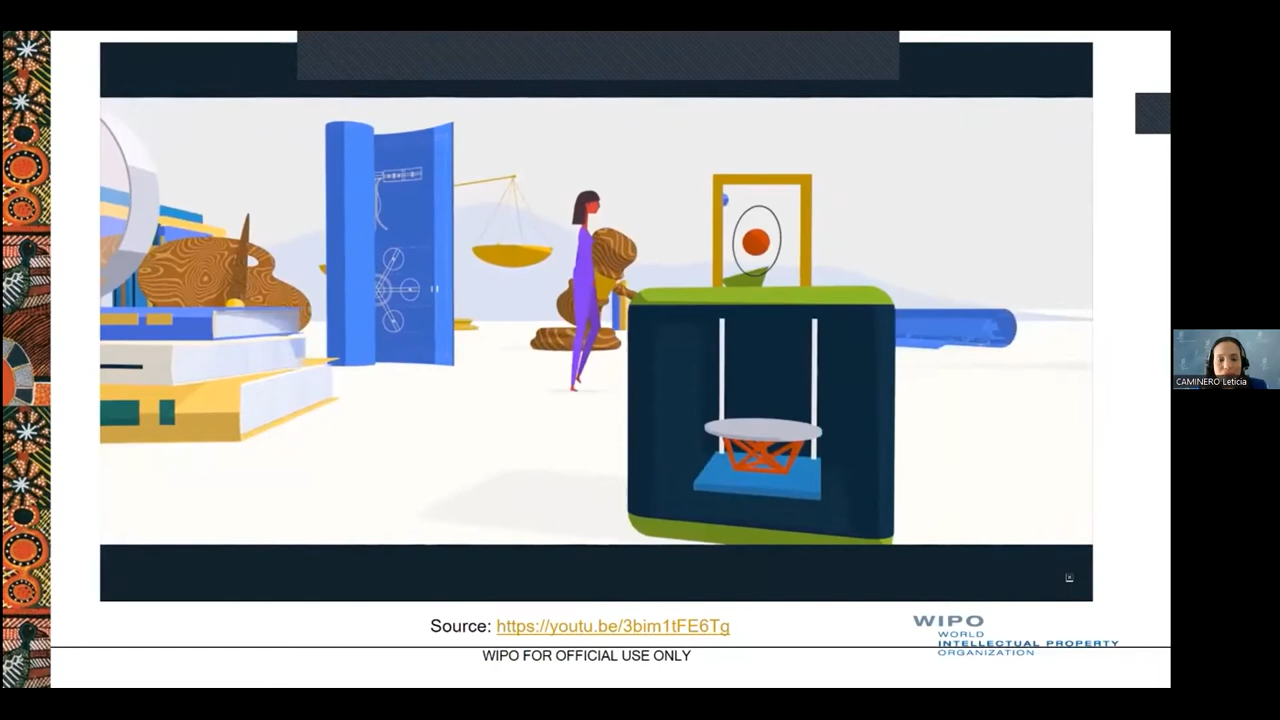 Source: https://youtu.be/3bim1tFE6Tg
WIPO
WORLD
INTELLECTUAL PROPERTY
ORGANIZATION
WIPO FOR OFFICIAL USE ONLY
CAMINERO Leticia